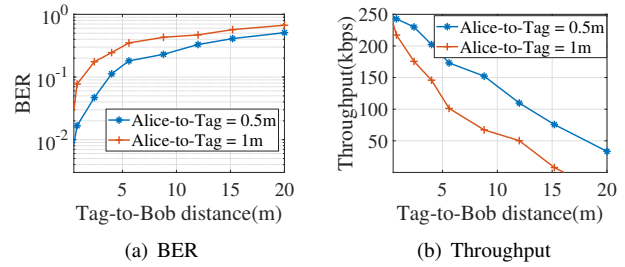 10^0
10^-1
10^-2
BER
Alice-to-Tag = 0.5m
Alice-to-Tag = 1m
5 10 15 20
Tag-to-Bob distance(m)
(a) BER
250
200
150
100
50
Throughput(kbps)
Alice-to-Tag = 0.5m
Alice-to-Tag = 1m
5 10 15 20
Tag-to-Bob distance(m)
(b) Throughput